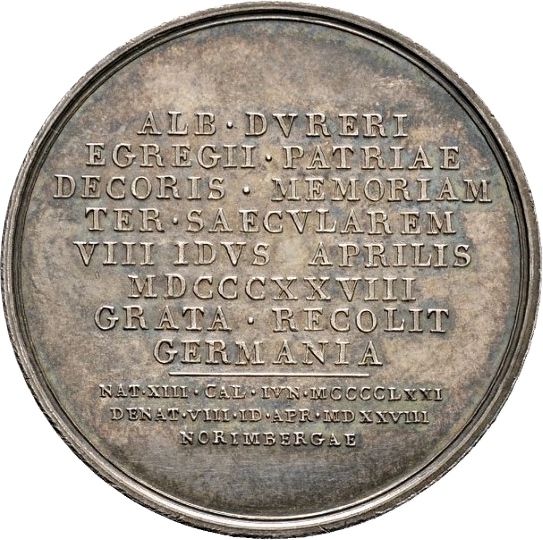 ALB · DVRERI
EGREGII · PATRIAE
DECORIS · MEMORIAM
TER · SAECVLAREM
VIII IDVS APRILIS
MDCCCXXVIII
GRATA · RECOLIT
GERMANIA
NAT · XIII · CAL · IVN · MCCCCLXXI
DENAT · VIII · ID · APR · MDXXVIII
NORIMBERGAE